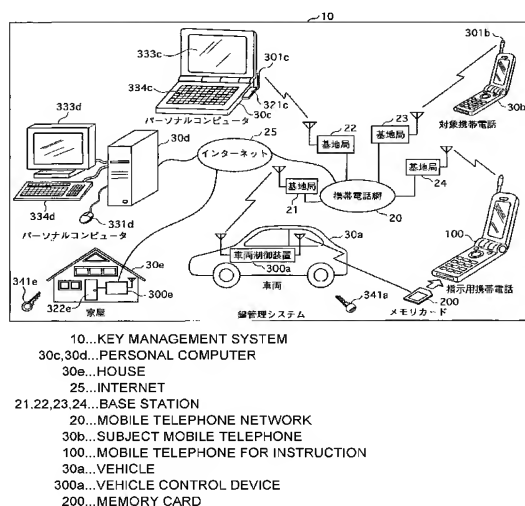 10
301c
333c
334c
30c
321c
パーソナルコンピュータ
301b
30b
対象携帯電話
333d
30d
334d
331d
パーソナルコンピュータ
25
インターネット
22
基地局
23
基地局
24
基地局
基地局
21
携帯電話網
20
100
指示用携帯電話
30a
車両制御装置
300a
車両
341a
200
メモリカード
341e
30e
322e
300e
家屋
鍵管理システム
10...KEY MANAGEMENT SYSTEM
30c,30d...PERSONAL COMPUTER
30e...HOUSE
25...INTERNET
21,22,23,24...BASE STATION
20...MOBILE TELEPHONE NETWORK
30b...SUBJECT MOBILE TELEPHONE
100...MOBILE TELEPHONE FOR INSTRUCTION
30a...VEHICLE
300a...VEHICLE CONTROL DEVICE
200...MEMORY CARD